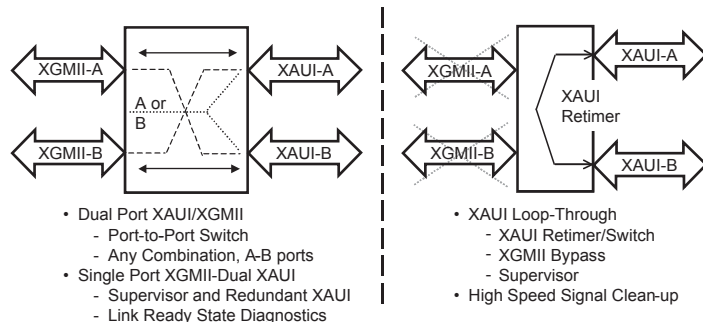 XGMII-A
XAUI-A
A or
B
XGMII-B
XAUI-B
• Dual Port XAUI/XGMII
- Port-to-Port Switch
- Any Combination, A-B ports
• Single Port XGMII-Dual XAUI
- Supervisor and Redundant XAUI
- Link Ready State Diagnostics
XGMII-A
XAUI-A
XAUI
Retimer
XGMII-B
XAUI-B
• XAUI Loop-Through
- XAUI Retimer/Switch
- XGMII Bypass
- Supervisor
• High Speed Signal Clean-up